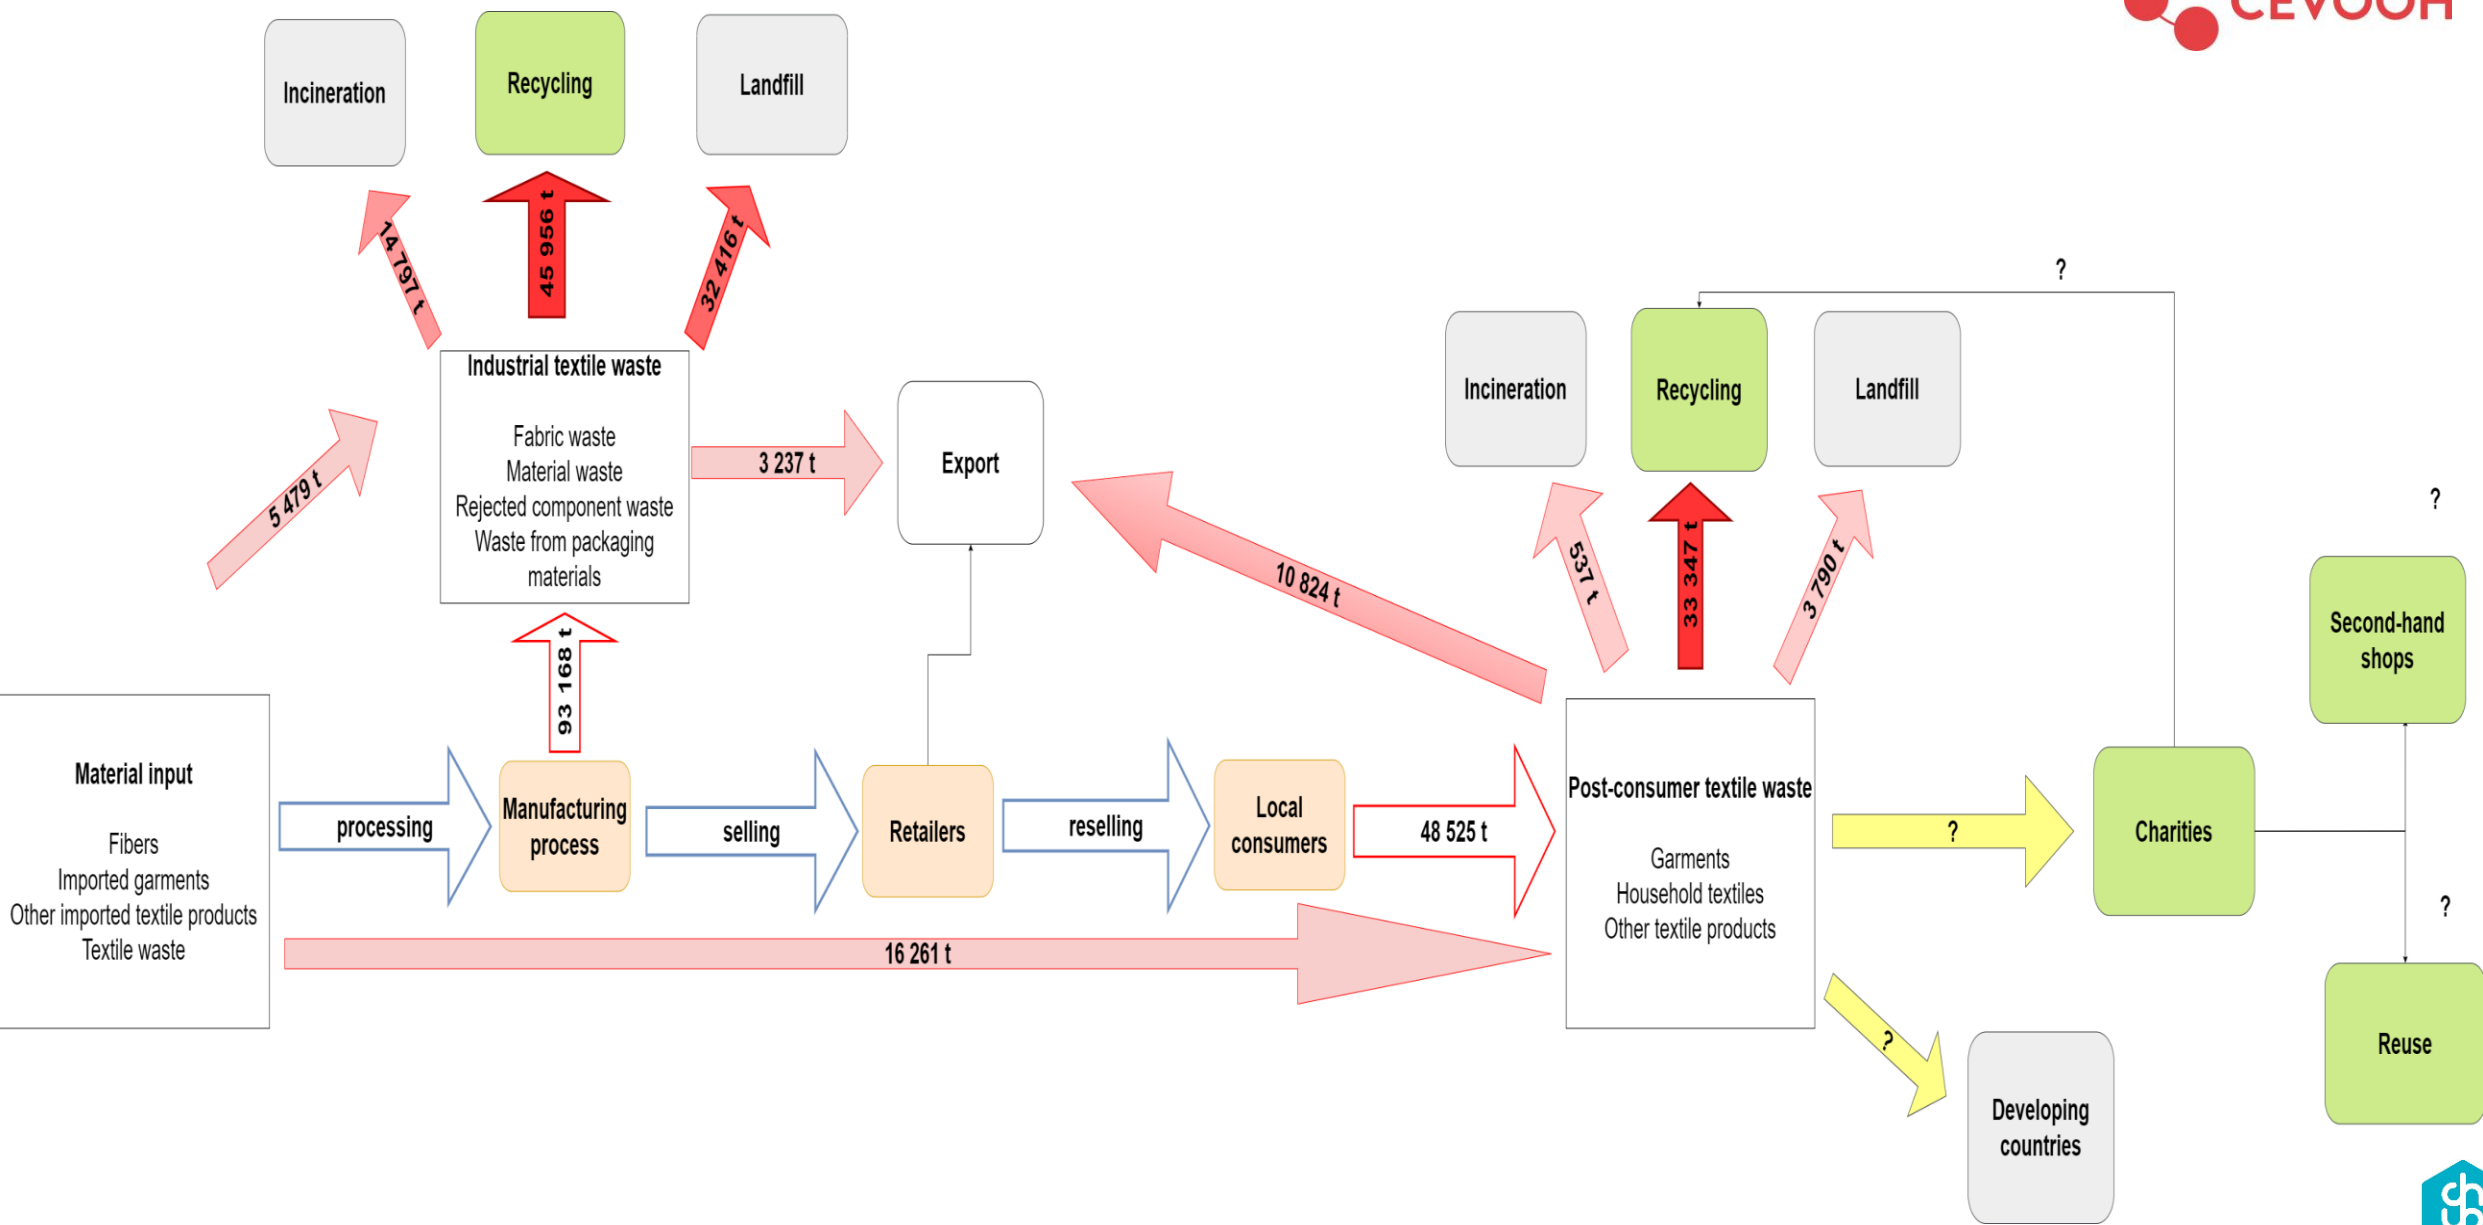 CEVOOH
Incineration
Recycling
Landfill
14 797 t
45 956 t
32 416 t
Industrial textile waste
Fabric waste
Material waste
Rejected component waste
Waste from packaging
materials
5 479 t
3 237 t
Export
93 168 t
10 824 t
?
Incineration
Recycling
Landfill
537 t
33 347 t
3 790 t
Material input
Fibers
Imported garments
Other imported textile products
Textile waste
processing
Manufacturing
process
selling
Retailers
reselling
Local
consumers
48 525 t
16 261 t
Post-consumer textile waste
Garments
Household textiles
Other textile products
?
Charities
?
Second-hand
shops
?
Reuse
?
Developing
countries